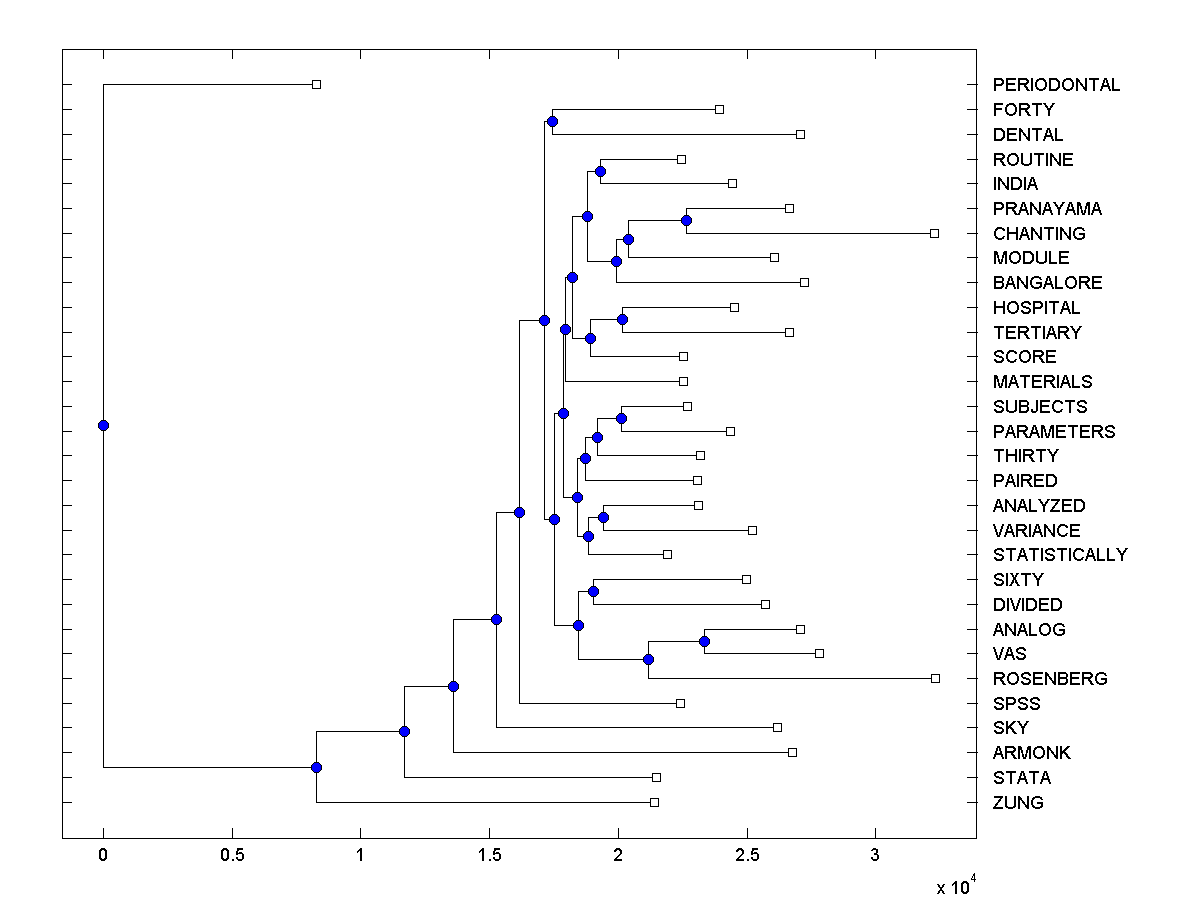 PERIODONTAL
FORTY
DENTAL
ROUTINE
INDIA
PRANAYAMA
CHANTING
MODULE
BANGALORE
HOSPITAL
TERTIARY
SCORE
MATERIALS
SUBJECTS
PARAMETERS
THIRTY
PAIRED
ANALYZED
VARIANCE
STATISTICALLY
SIXTY
DIVIDED
ANALOG
VAS
ROSENBERG
SPSS
SKY
ARMONK
STATA
ZUNG
0 0.5 1 1.5 2 2.5 3
x 10^4